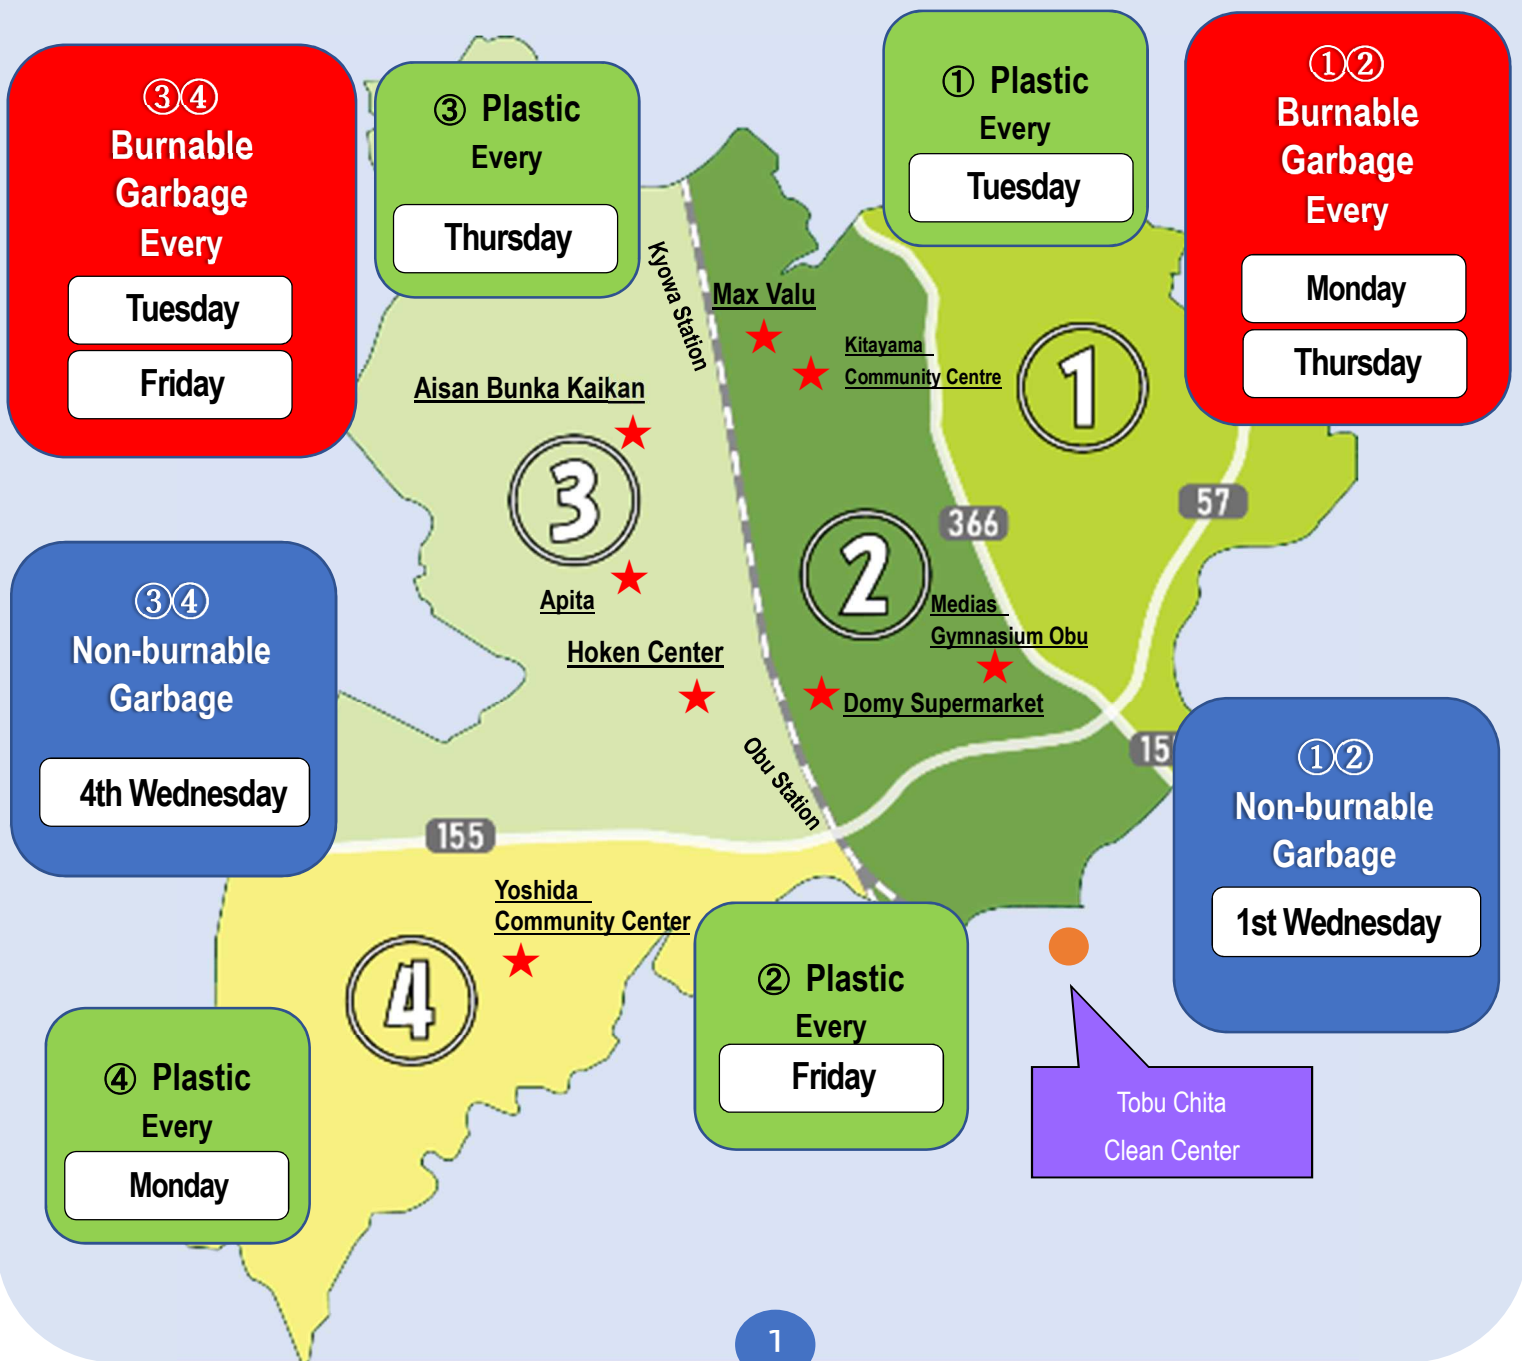 ③④
Burnable
Garbage
Every
Tuesday
Friday
③ Plastic
Every
Thursday
① Plastic
Every
Tuesday
①②
Burnable
Garbage
Every
Monday
Thursday
Kyowa Station
Max Valu
Kitayama
Community Centre
Aisan Bunka Kaikan
1
3
57
366
2
Apita
Medias
Gymnasium Obu
Hoken Center
Domy Supermarket
③④
Non-burnable
Garbage
4th Wednesday
Obu Station
15
①②
Non-burnable
Garbage
1st Wednesday
155
Yoshida
Community Center
4
② Plastic
Every
Friday
④ Plastic
Every
Monday
Tobu Chita
Clean Center
1